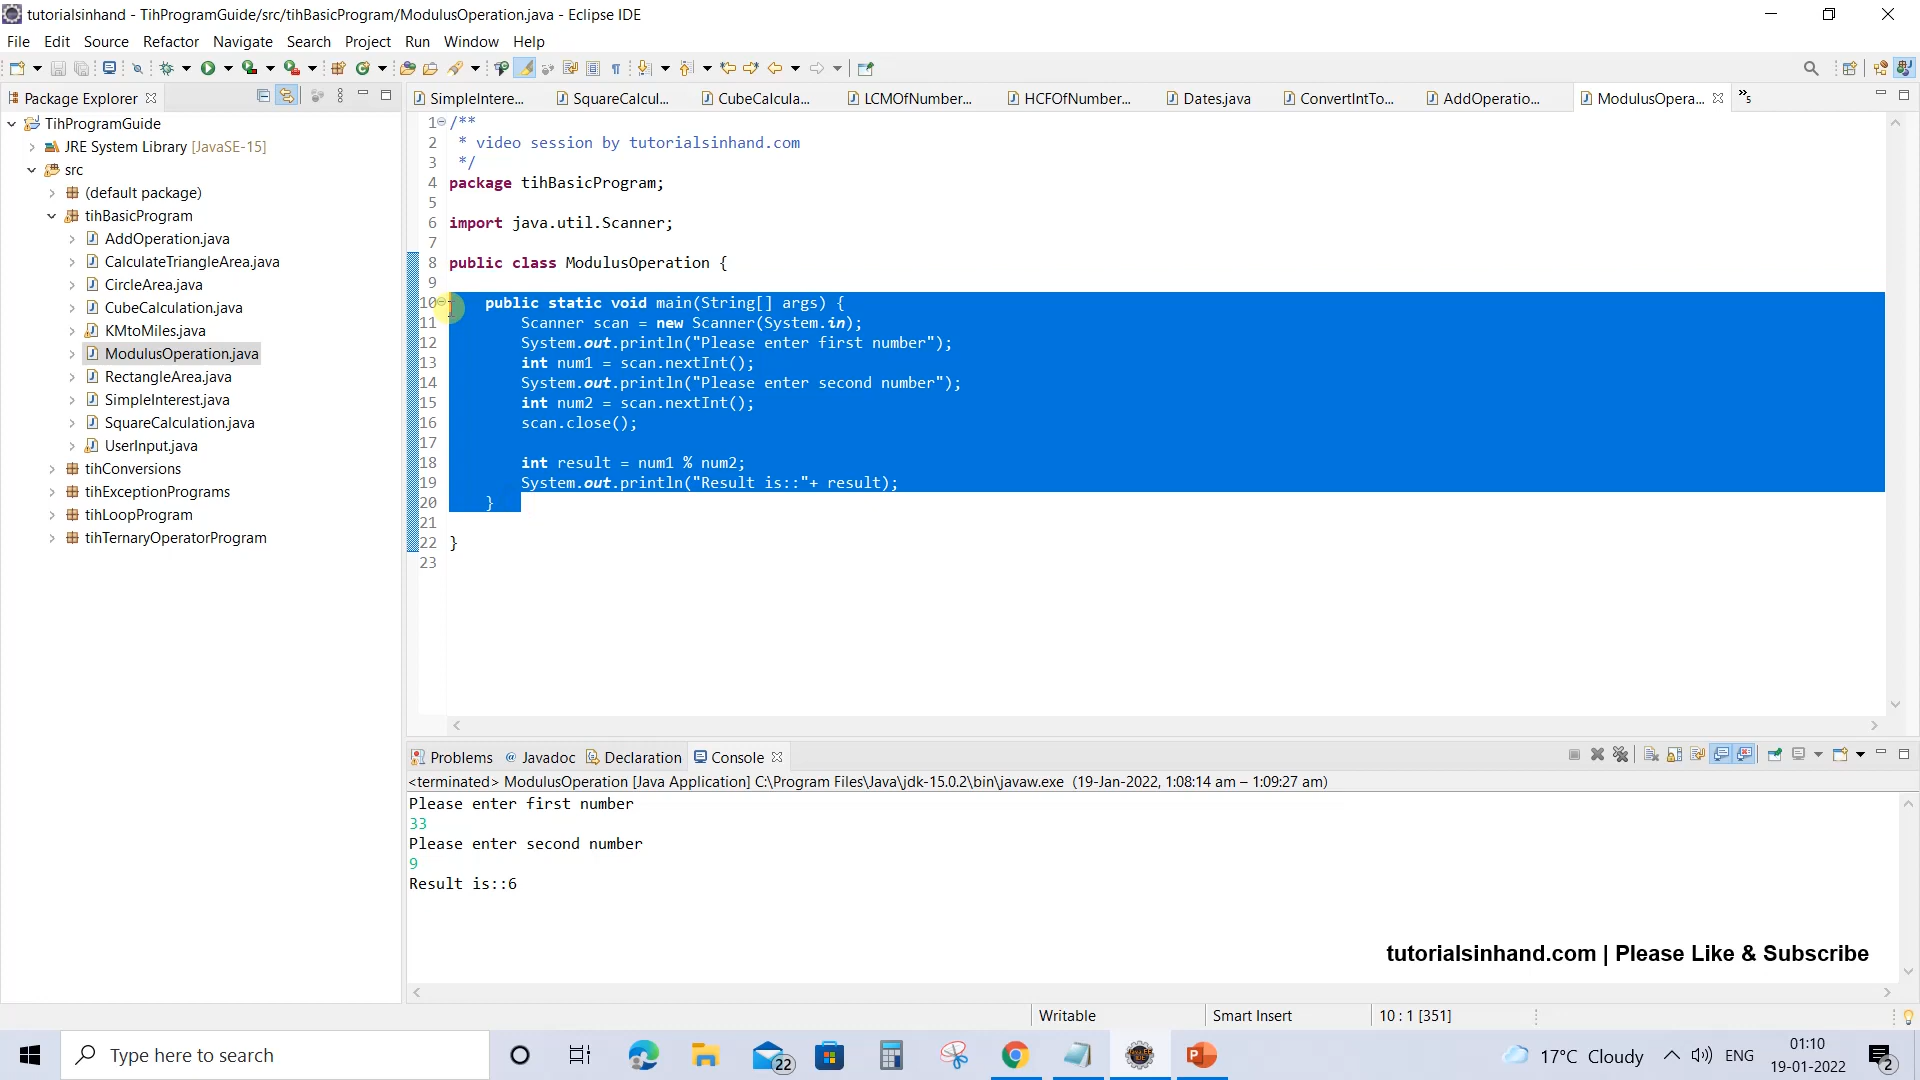 tutorialsinhand - TihProgramGuide/src/tihBasicProgram/ModulusOperation.java - Eclipse IDE
File Edit Source Refactor Navigate Search Project Run Window Help
Package Explorer
SimpleIntere... SquareCalcul... CubeCalcula... LCMOfNumber... HCFOfNumber... Dates.java ConvertIntTo... AddOperatio... ModulusOpera... »5
TihProgramGuide
JRE System Library [JavaSE-15]
src
(default package)
tihBasicProgram
AddOperation.java
CalculateTriangleArea.java
CircleArea.java
CubeCalculation.java
KMtoMiles.java
ModulusOperation.java
RectangleArea.java
SimpleInterest.java
SquareCalculation.java
UserInput.java
tihConversions
tihExceptionPrograms
tihLoopProgram
tihTernaryOperatorProgram
1 /**
2 * video session by tutorialsinhand.com
3 */
4 package tihBasicProgram;
5
6 import java.util.Scanner;
7
8 public class ModulusOperation {
9
10 public static void main(String[] args) {
11 Scanner scan = new Scanner(System.in);
12 System.out.println("Please enter first number");
13 int num1 = scan.nextInt();
14 System.out.println("Please enter second number");
15 int num2 = scan.nextInt();
16 scan.close();
17
18 int result = num1 % num2;
19 System.out.println("Result is::"+ result);
20 }
21
22 }
23
Problems Javadoc Declaration Console
<terminated> ModulusOperation [Java Application] C:\Program Files\Java\jdk-15.0.2\bin\javaw.exe (19-Jan-2022, 1:08:14 am – 1:09:27 am)
Please enter first number
33
Please enter second number
9
Result is::6
tutorialsinhand.com | Please Like & Subscribe
Writable Smart Insert 10 : 1 [351]
Type here to search 22 17°C Cloudy ENG 01:10
19-01-2022 2